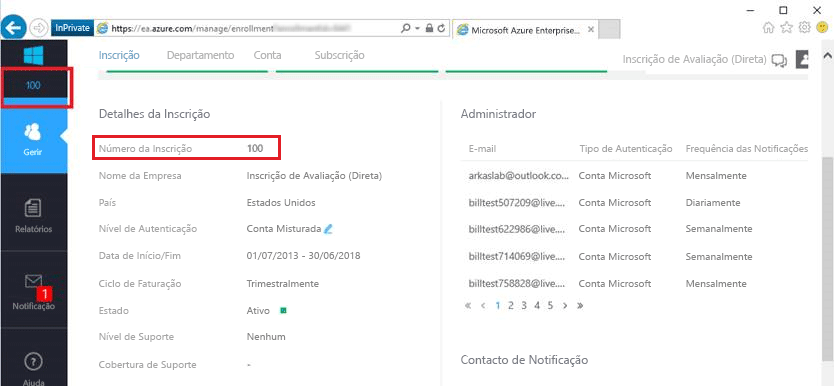 InPrivate
https://ea.azure.com/manage/enrollment
Microsoft Azure Enterprise...
100
Gerir
Relatórios
1
Notificação
Ajuda
Inscrição Departamento Conta Subscrição
Inscrição de Avaliação (Direta)
Detalhes da Inscrição
Número da Inscrição 100
Nome da Empresa Inscrição de Avaliação (Direta)
País Estados Unidos
Nível de Autenticação Conta Misturada
Data de Início/Fim 01/07/2013 - 30/06/2018
Ciclo de Faturação Trimestralmente
Estado Ativo
Nível de Suporte Nenhum
Cobertura de Suporte -
Administrador
E-mail Tipo de Autenticação Frequência das Notificações
arkaslab@outlook.co... Conta Microsoft Mensalmente
billtest507209@live.... Conta Microsoft Diariamente
billtest622986@live.... Conta Microsoft Semanalmente
billtest714069@live.... Conta Microsoft Semanalmente
billtest758828@live.... Conta Microsoft Mensalmente
« < 1 2 3 4 5 > »
Contacto de Notificação